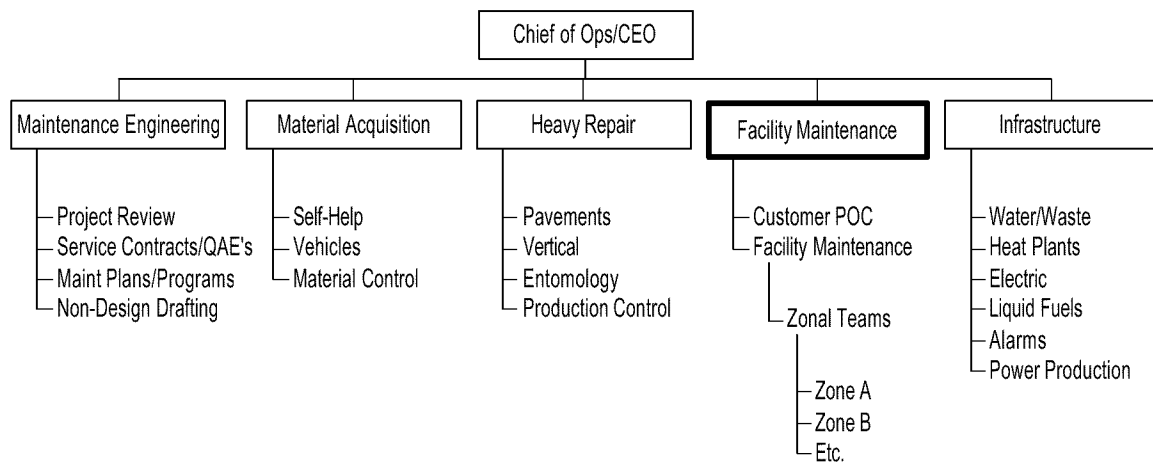 Chief of Ops/CEO
Maintenance Engineering
Project Review
Service Contracts/QAE's
Maint Plans/Programs
Non-Design Drafting
Material Acquisition
Self-Help
Vehicles
Material Control
Heavy Repair
Pavements
Vertical
Entomology
Production Control
Facility Maintenance
Customer POC
Facility Maintenance
Zonal Teams
Zone A
Zone B
Etc.
Infrastructure
Water/Waste
Heat Plants
Electric
Liquid Fuels
Alarms
Power Production